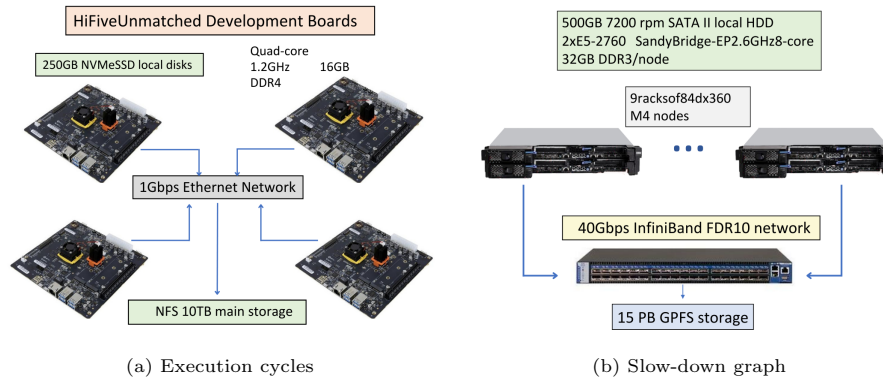 HiFiveUnmatched Development Boards
250GB NVMeSSD local disks
Quad-core
1.2GHz 16GB
DDR4
1Gbps Ethernet Network
NFS 10TB main storage
(a) Execution cycles
500GB 7200 rpm SATA II local HDD
2xE5-2760 SandyBridge-EP2.6GHz8-core
32GB DDR3/node
9racksof84dx360
M4 nodes
40Gbps InfiniBand FDR10 network
15 PB GPFS storage
(b) Slow-down graph